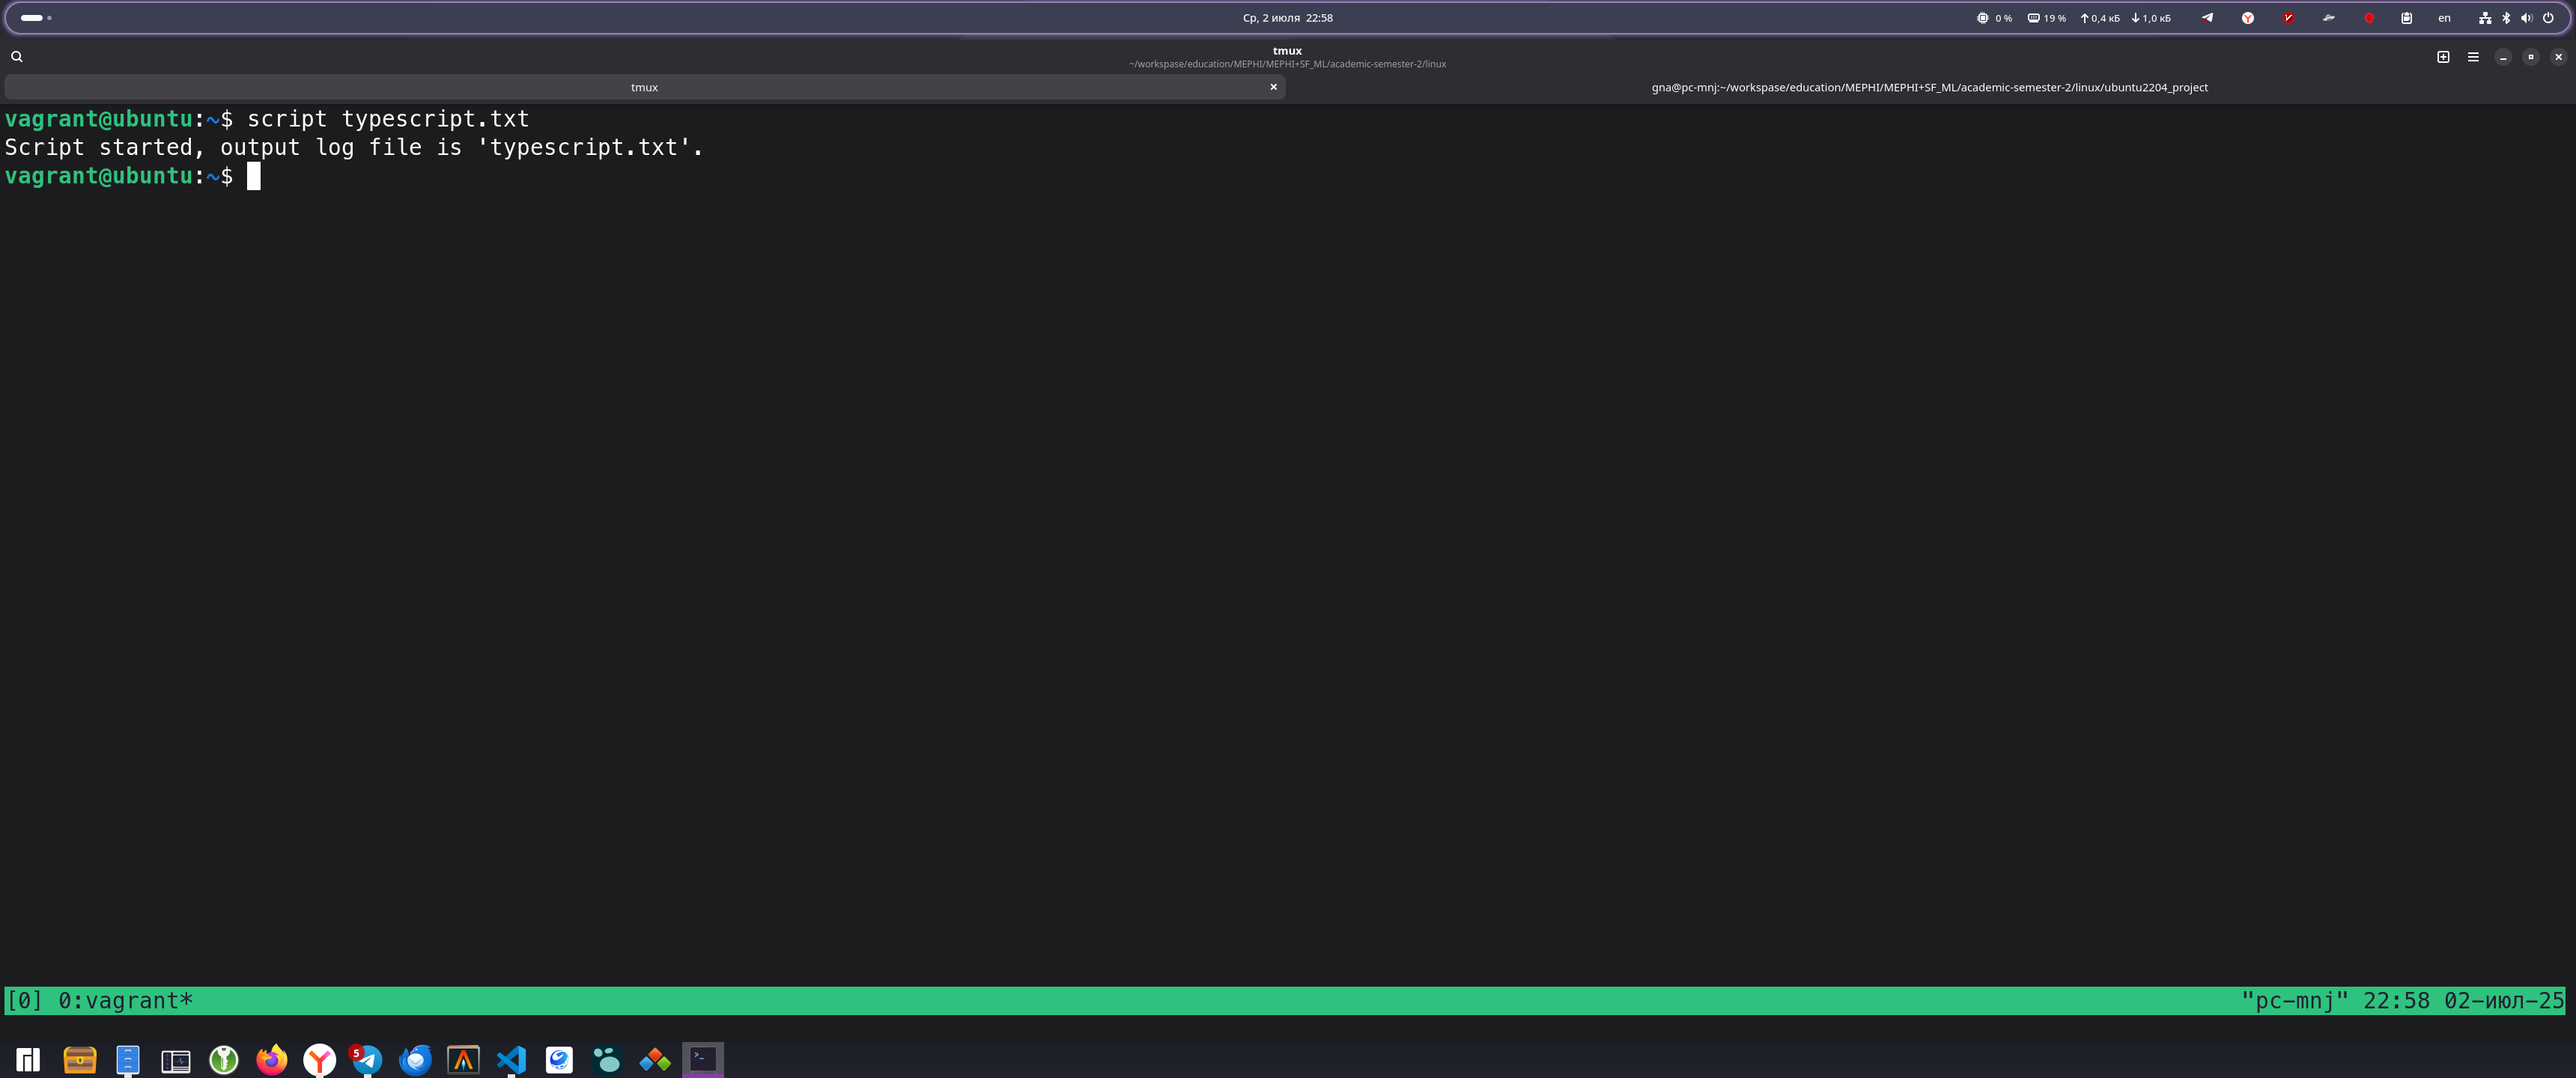 Ср, 2 июля 22:58
0 % 19 % 0,4 кБ 1,0 кБ en
tmux
~/workspase/education/MEPHI/MEPHI+SF_ML/academic-semester-2/linux
tmux
gna@pc-mnj:~/workspase/education/MEPHI/MEPHI+SF_ML/academic-semester-2/linux/ubuntu2204_project
vagrant@ubuntu:~$ script typescript.txt
Script started, output log file is 'typescript.txt'.
vagrant@ubuntu:~$
[0] 0:vagrant* "pc-mnj" 22:58 02-июл-25
5